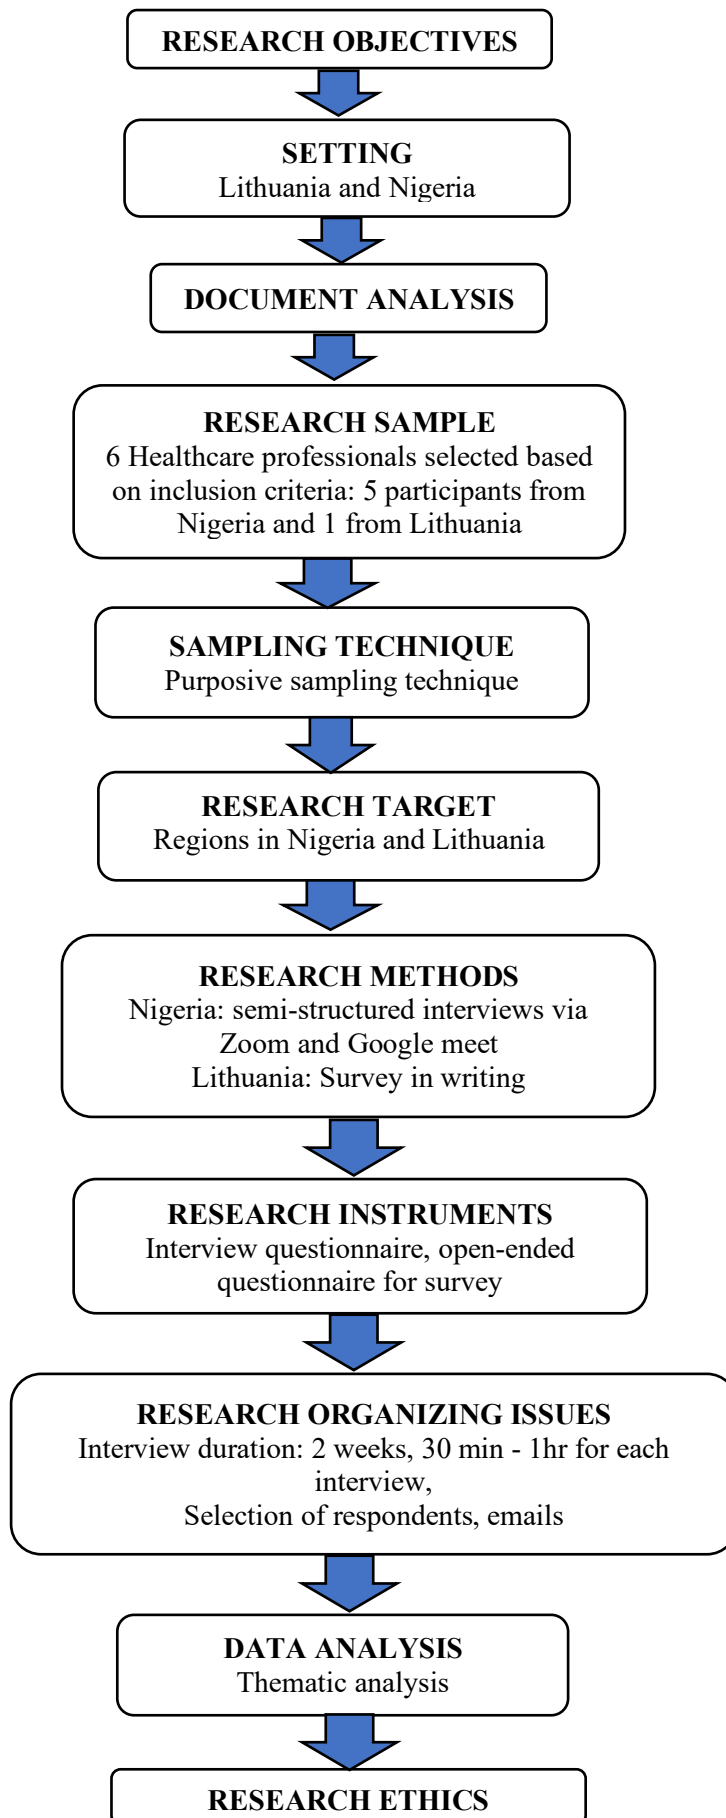 RESEARCH OBJECTIVES
SETTING
Lithuania and Nigeria
DOCUMENT ANALYSIS
RESEARCH SAMPLE
6 Healthcare professionals selected based
on inclusion criteria: 5 participants from
Nigeria and 1 from Lithuania
SAMPLING TECHNIQUE
Purposive sampling technique
RESEARCH TARGET
Regions in Nigeria and Lithuania
RESEARCH METHODS
Nigeria: semi-structured interviews via
Zoom and Google meet
Lithuania: Survey in writing
RESEARCH INSTRUMENTS
Interview questionnaire, open-ended
questionnaire for survey
RESEARCH ORGANIZING ISSUES
Interview duration: 2 weeks, 30 min - 1hr for each
interview,
Selection of respondents, emails
DATA ANALYSIS
Thematic analysis
RESEARCH ETHICS